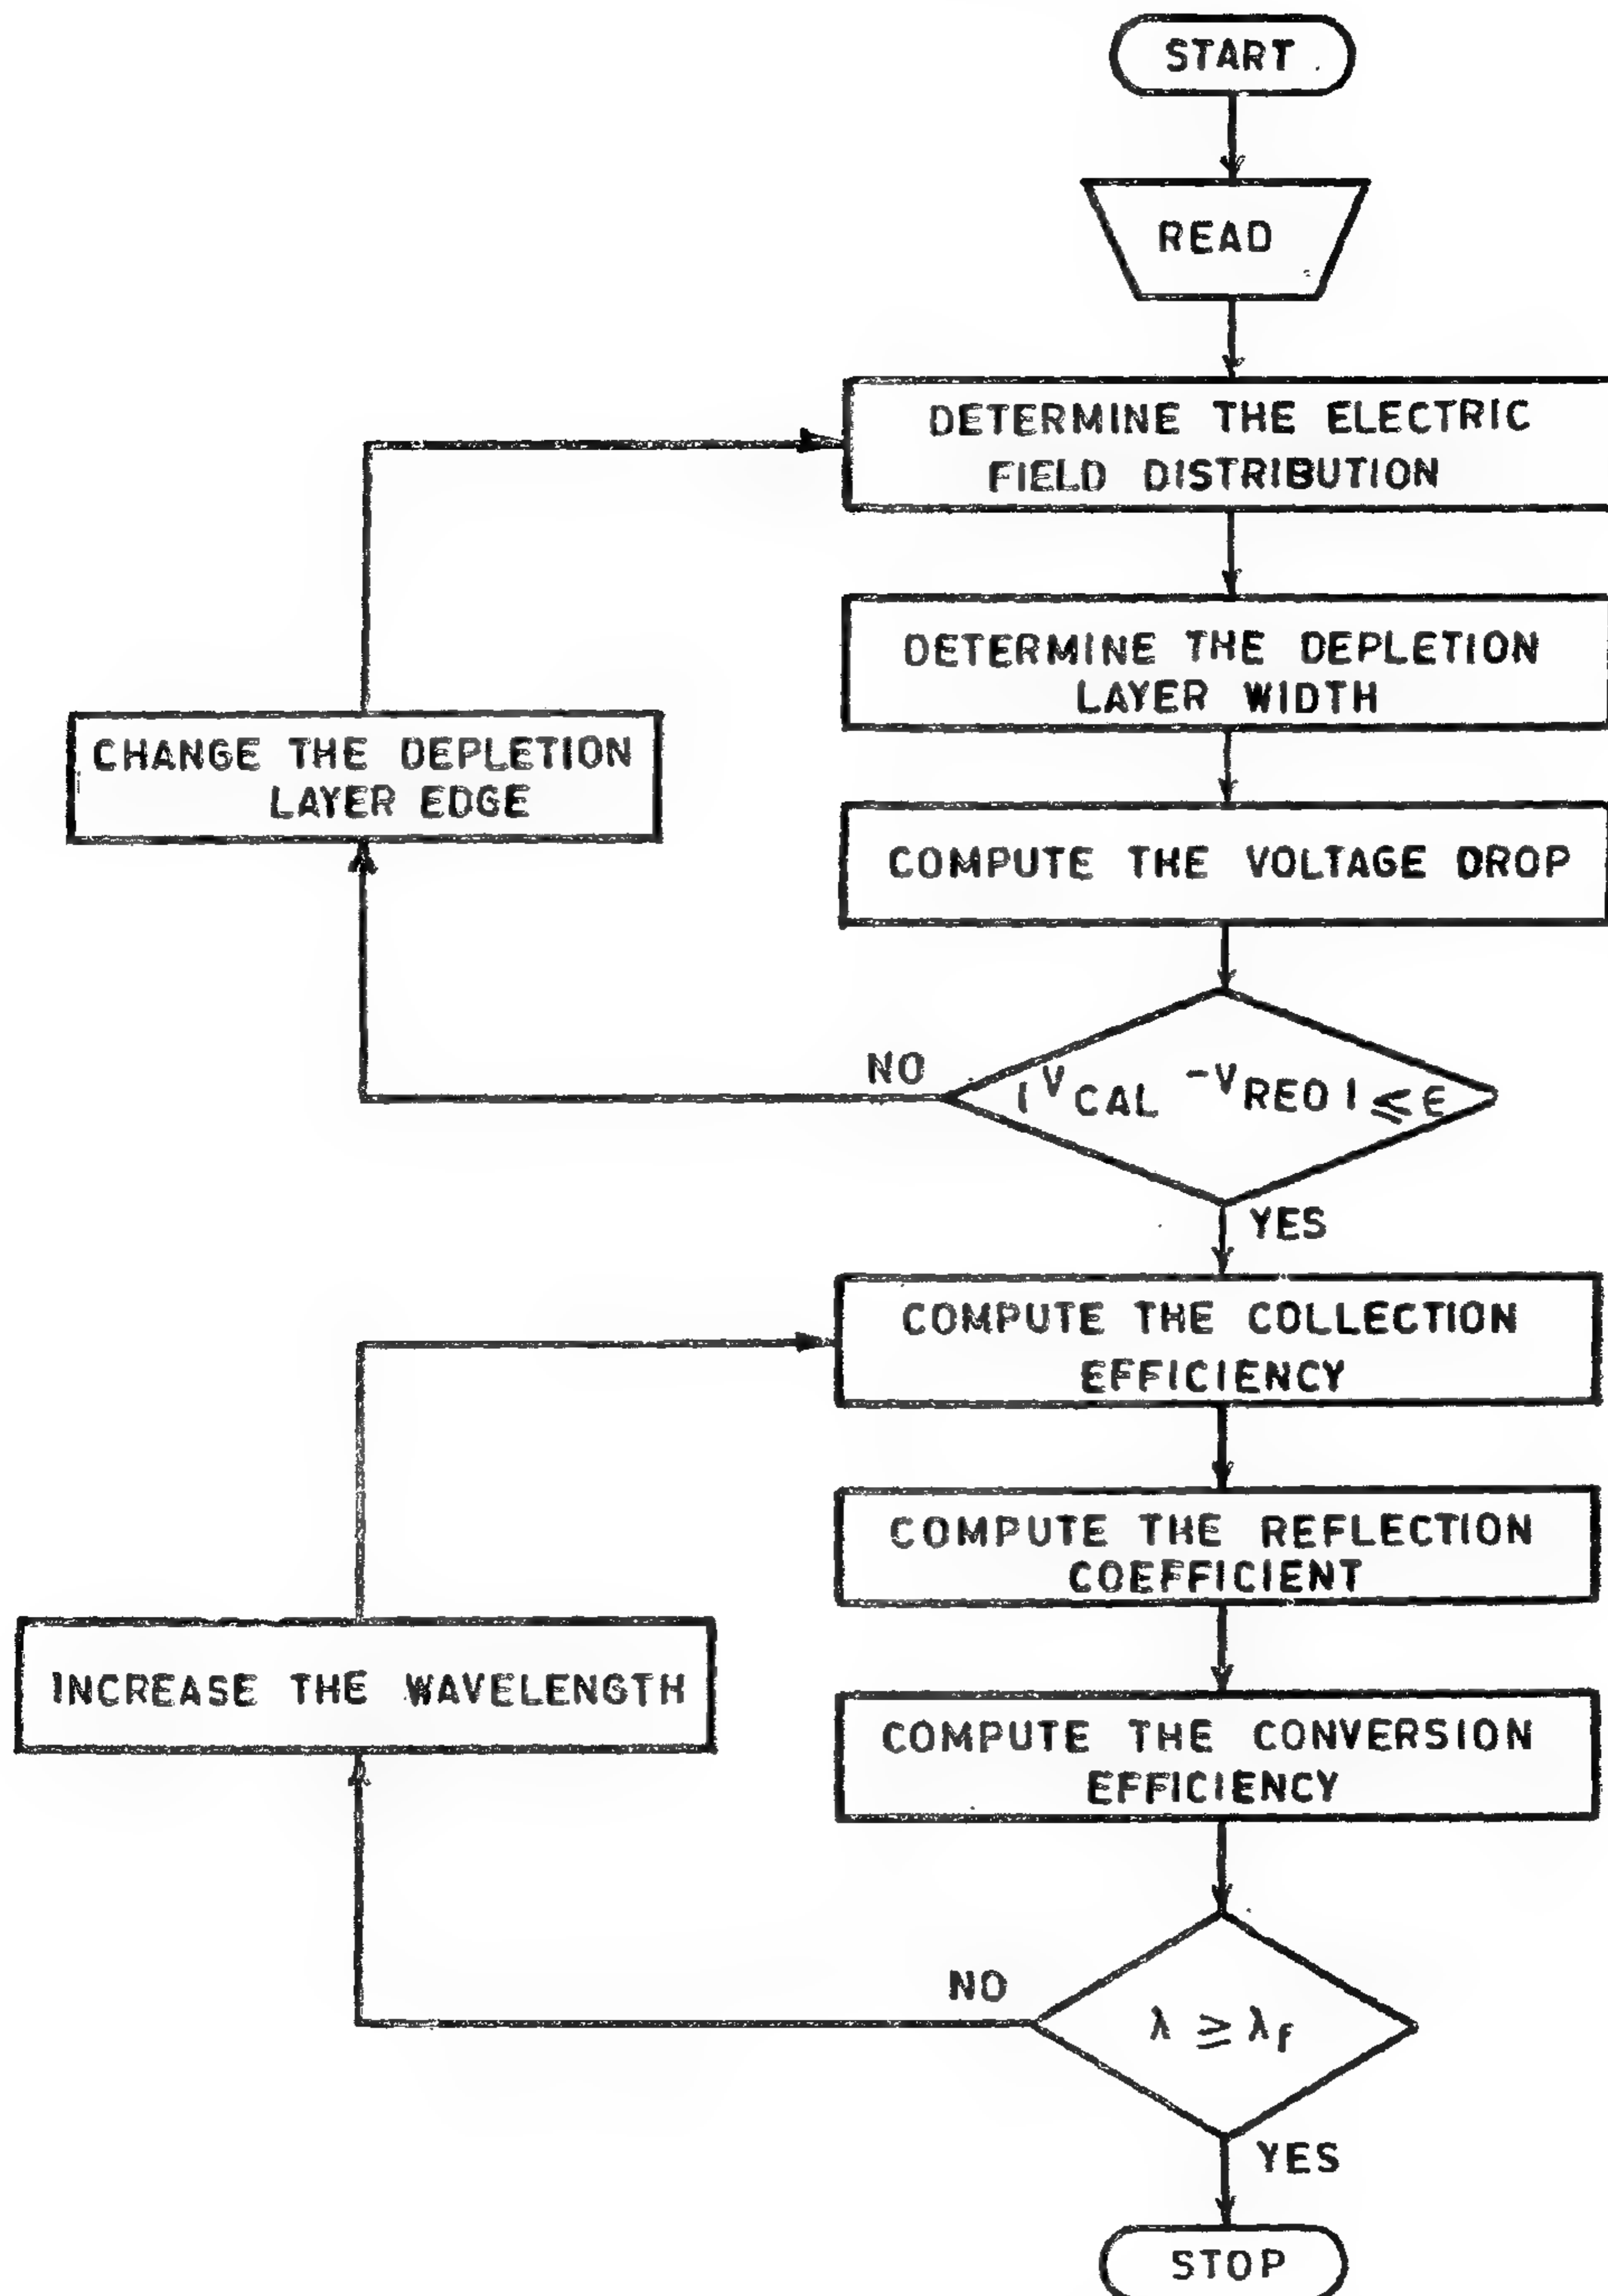 START
READ
DETERMINE THE ELECTRIC
FIELD DISTRIBUTION
DETERMINE THE DEPLETION
LAYER WIDTH
CHANGE THE DEPLETION
LAYER EDGE
COMPUTE THE VOLTAGE DROP
NO
|V CAL -V REO| ≤ ϵ
YES
COMPUTE THE COLLECTION
EFFICIENCY
COMPUTE THE REFLECTION
COEFFICIENT
INCREASE THE WAVELENGTH
COMPUTE THE CONVERSION
EFFICIENCY
NO
λ ≥ λf
YES
STOP